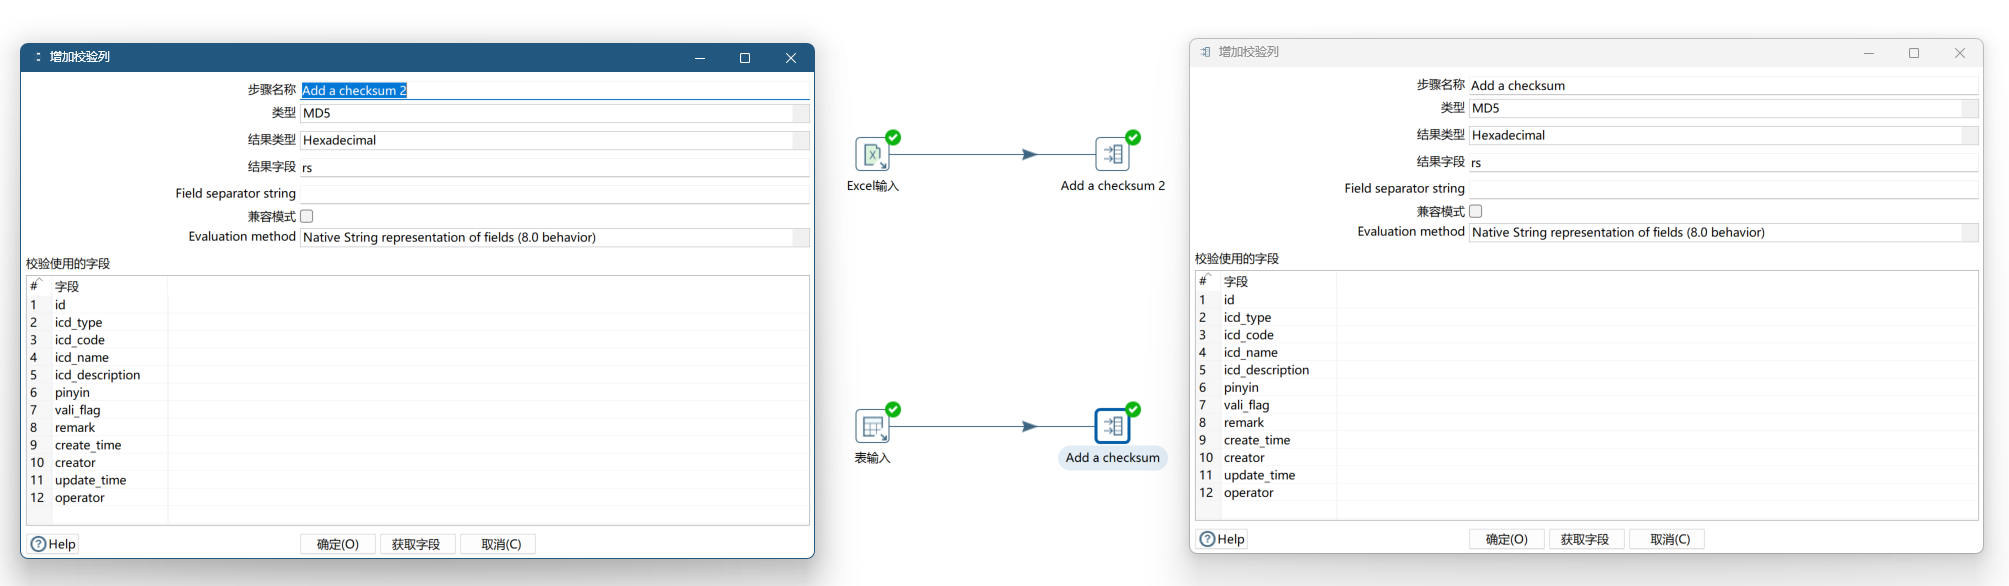 增加校验列
步骤名称 Add a checksum 2
类型 MD5
结果类型 Hexadecimal
结果字段 rs
Field separator string
兼容模式
Evaluation method Native String representation of fields (8.0 behavior)
校验使用的字段
# 字段
1 id
2 icd_type
3 icd_code
4 icd_name
5 icd_description
6 pinyin
7 vali_flag
8 remark
9 create_time
10 creator
11 update_time
12 operator
Help 确定(O) 获取字段 取消(C)
Excel输入 Add a checksum 2
表输入 Add a checksum
增加校验列
步骤名称 Add a checksum
类型 MD5
结果类型 Hexadecimal
结果字段 rs
Field separator string
兼容模式
Evaluation method Native String representation of fields (8.0 behavior)
校验使用的字段
# 字段
1 id
2 icd_type
3 icd_code
4 icd_name
5 icd_description
6 pinyin
7 vali_flag
8 remark
9 create_time
10 creator
11 update_time
12 operator
Help 确定(O) 获取字段 取消(C)